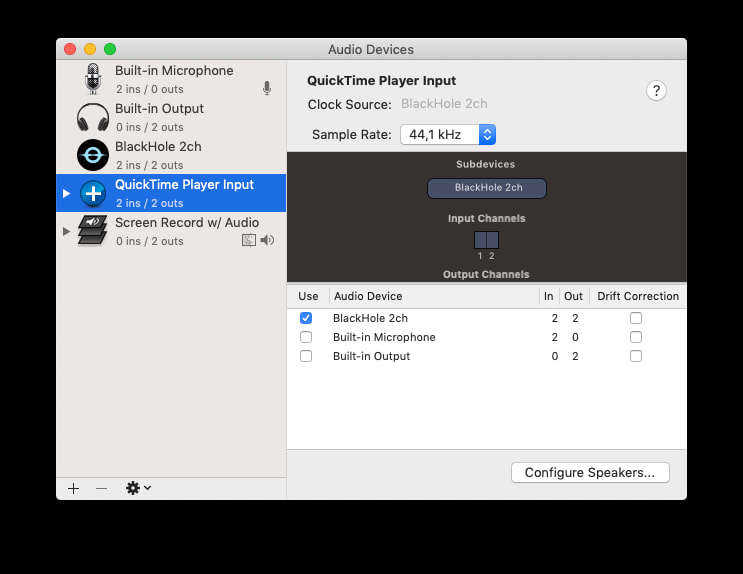 Audio Devices
Built-in Microphone
2 ins / 0 outs
Built-in Output
0 ins / 2 outs
BlackHole 2ch
2 ins / 2 outs
QuickTime Player Input
2 ins / 2 outs
Screen Record w/ Audio
0 ins / 2 outs
QuickTime Player Input
?
Clock Source: BlackHole 2ch
Sample Rate: 44,1 kHz
Subdevices
BlackHole 2ch
Input Channels
1 2
Output Channels
Use Audio Device In Out Drift Correction
BlackHole 2ch 2 2
Built-in Microphone 2 0
Built-in Output 0 2
Configure Speakers...